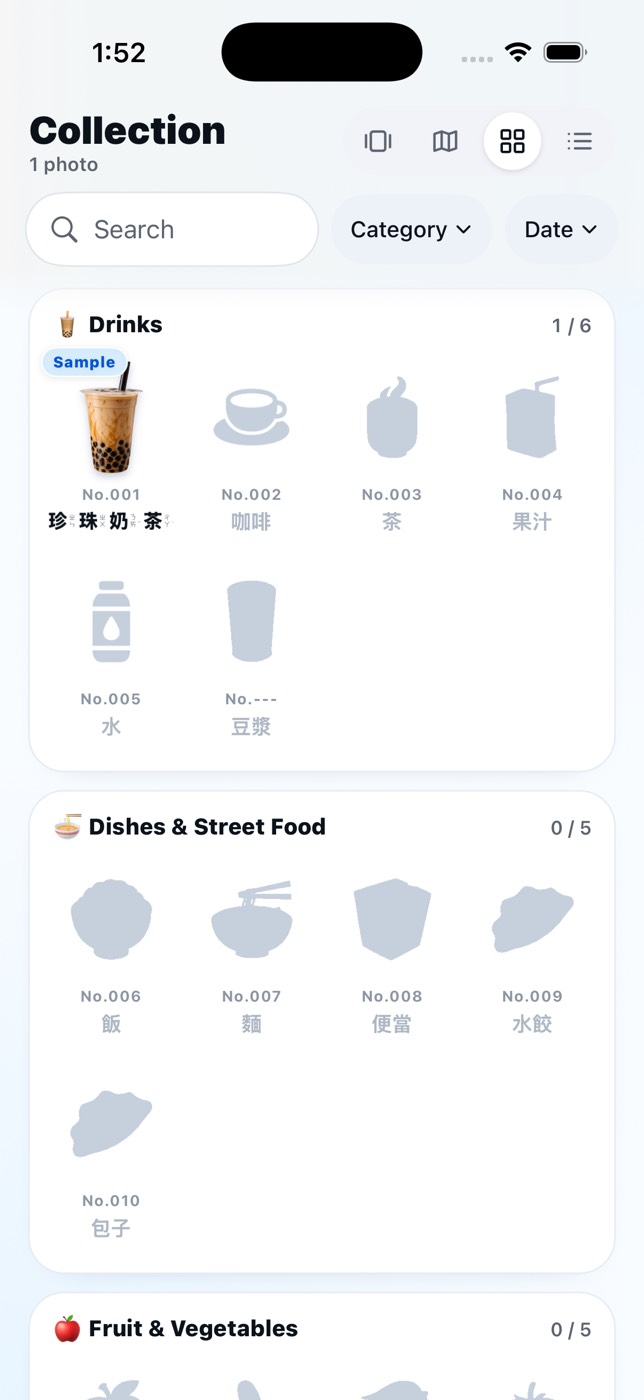 1:52
Collection
1 photo
Search
Category
Date
Drinks
1 / 6
Sample
No.001
No.002
No.003
No.004
珍珠奶茶
咖啡
茶
果汁
No.005
No.---
水
豆漿
Dishes & Street Food
0 / 5
No.006
No.007
No.008
No.009
飯
麵
便當
水餃
No.010
包子
Fruit & Vegetables
0 / 5